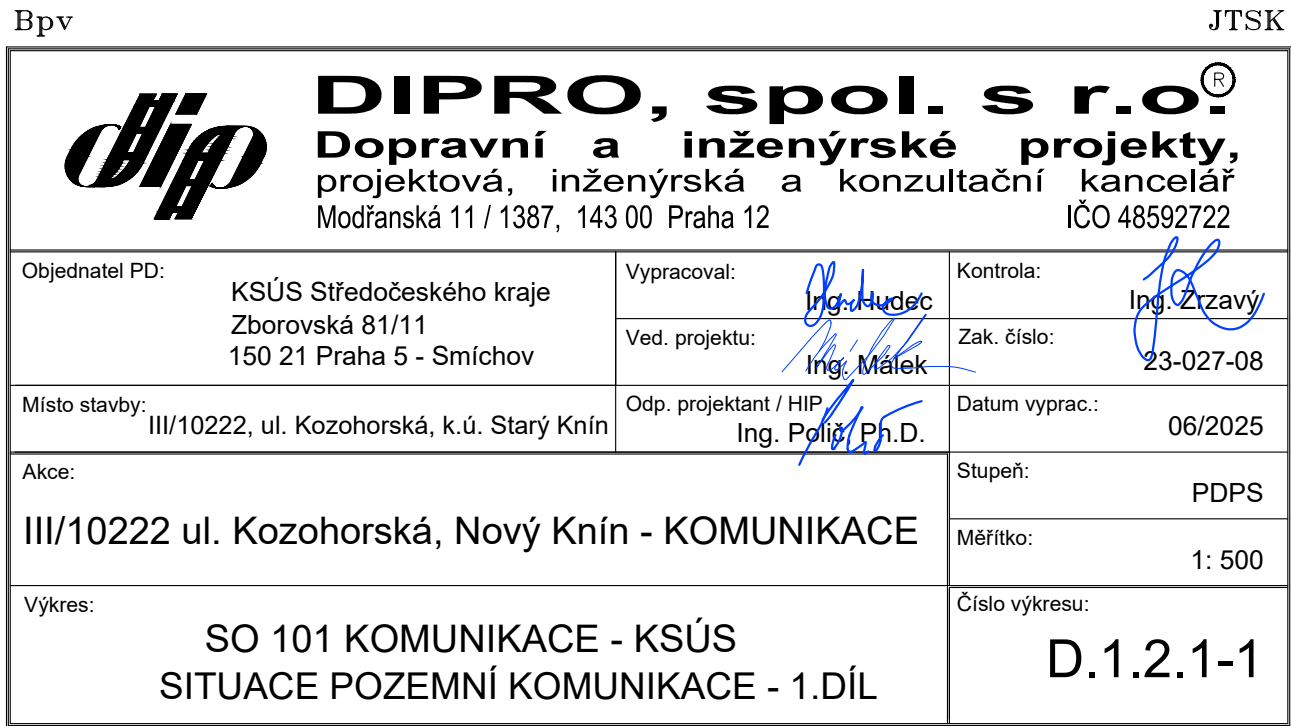 Bpv JTSK
dip
DIPRO, spol. s r.o. ®
Dopravní a inženýrské projekty,
projektová, inženýrská a konzultační kancelář
Modřanská 11 / 1387, 143 00 Praha 12 IČO 48592722
Objednatel PD:
KSÚS Středočeského kraje
Zborovská 81/11
150 21 Praha 5 - Smíchov
Vypracoval:
Ing. Hudec
Kontrola:
Ing. Zrzavý
Ved. projektu:
Ing. Málek
Zak. číslo:
23-027-08
Místo stavby:
III/10222, ul. Kozohorská, k.ú. Starý Knín
Odp. projektant / HIP
Ing. Polič, Ph.D.
Datum vyprac.:
06/2025
Akce:
III/10222 ul. Kozohorská, Nový Knín - KOMUNIKACE
Stupeň:
PDPS
Měřítko:
1: 500
Výkres:
SO 101 KOMUNIKACE - KSÚS
SITUACE POZEMNÍ KOMUNIKACE - 1.DÍL
Číslo výkresu:
D.1.2.1-1